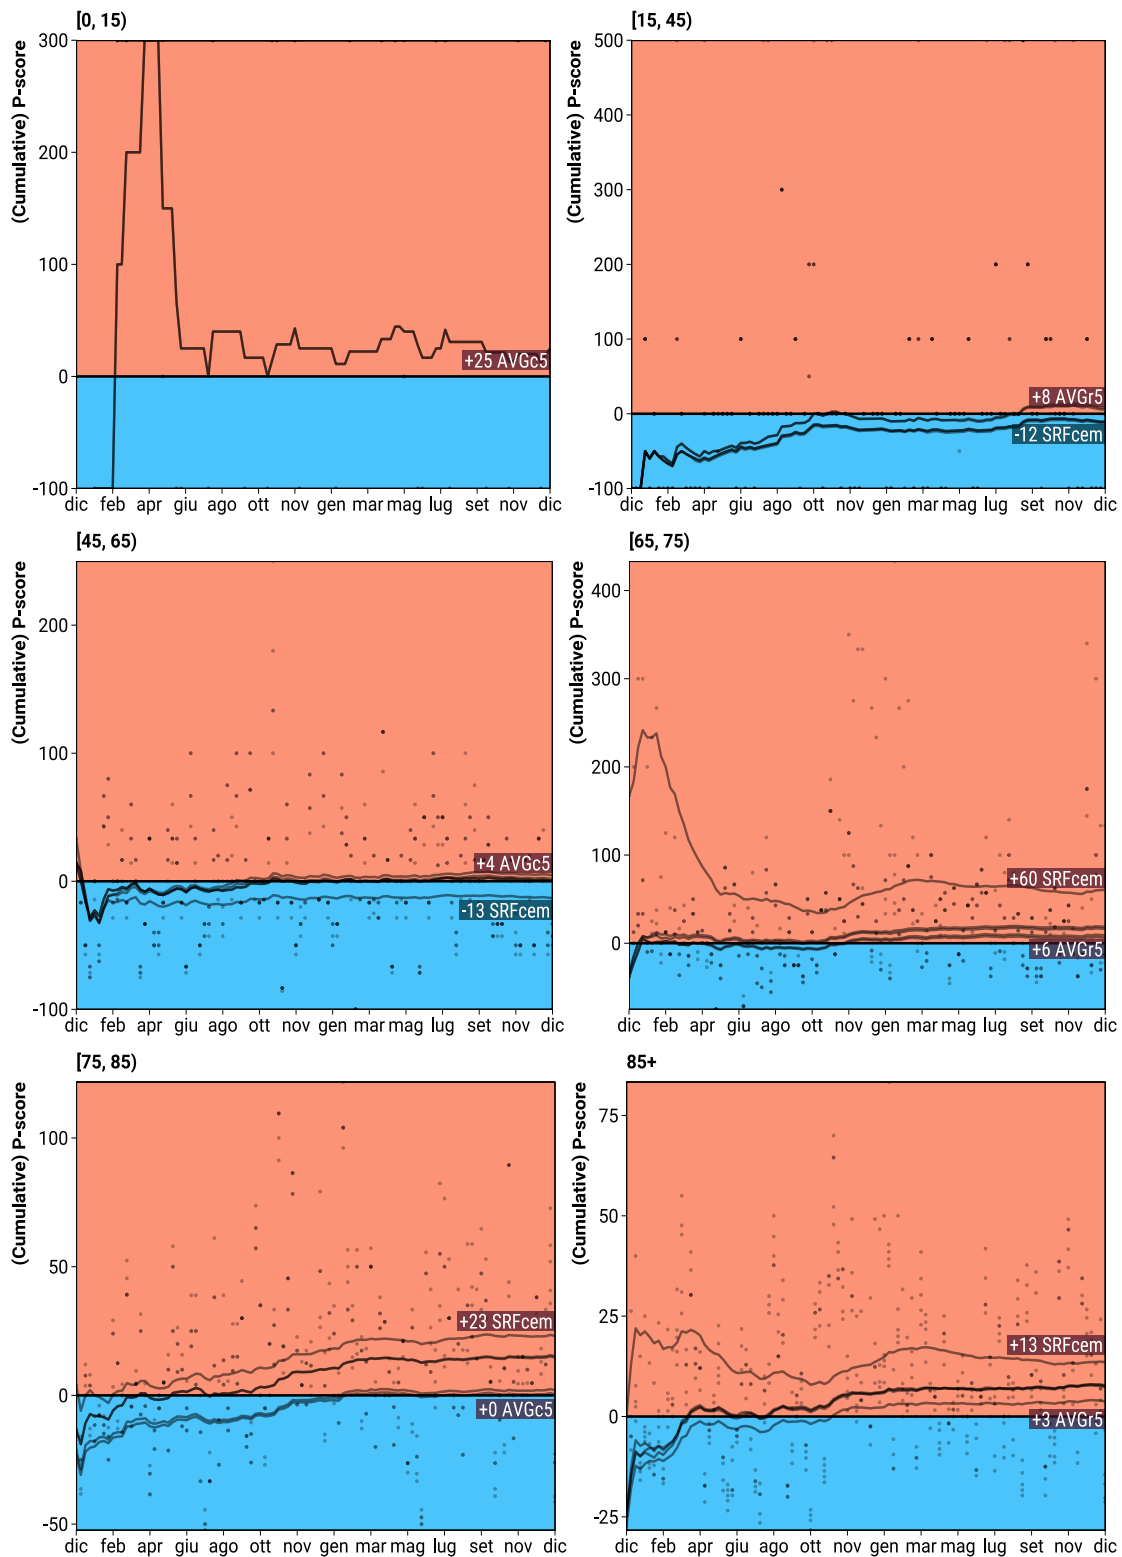 [0, 15)
(Cumulative) P-score
300
200
100
0
-100
+25 AVGc5
dic feb apr giu ago ott nov gen mar mag lug set nov dic
[15, 45)
(Cumulative) P-score
500
400
300
200
100
0
-100
+8 AVGr5
-12 SRFcem
dic feb apr giu ago ott nov gen mar mag lug set nov dic
[45, 65)
(Cumulative) P-score
200
100
0
-100
+4 AVGc5
-13 SRFcem
dic feb apr giu ago ott nov gen mar mag lug set nov dic
[65, 75)
(Cumulative) P-score
400
300
200
100
0
+60 SRFcem
+6 AVGr5
dic feb apr giu ago ott nov gen mar mag lug set nov dic
[75, 85)
(Cumulative) P-score
100
50
0
-50
+23 SRFcem
+0 AVGc5
dic feb apr giu ago ott nov gen mar mag lug set nov dic
85+
(Cumulative) P-score
75
50
25
0
-25
+13 SRFcem
+3 AVGr5
dic feb apr giu ago ott nov gen mar mag lug set nov dic